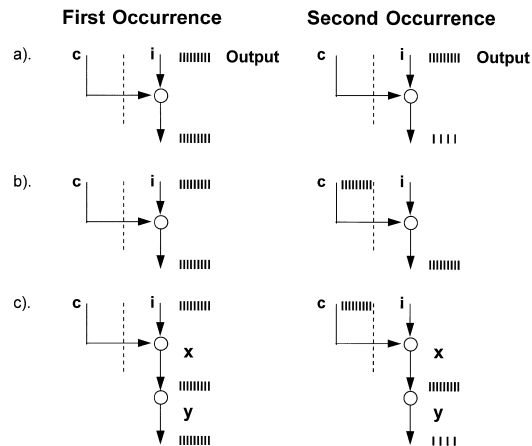 First Occurrence Second Occurrence
a). c i Output c i Output
b). c i c i
c). c i c i
x x
y y